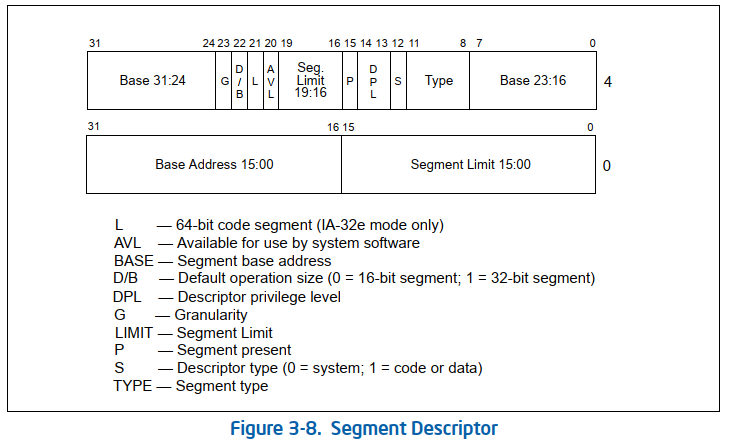 31 24 23 22 21 20 19 16 15 14 13 12 11 8 7 0
Base 31:24 G D/B L AVL Seg. Limit 19:16 P DPL S Type Base 23:16 4
31 16 15 0
Base Address 15:00 Segment Limit 15:00 0
L — 64-bit code segment (IA-32e mode only)
AVL — Available for use by system software
BASE — Segment base address
D/B — Default operation size (0 = 16-bit segment; 1 = 32-bit segment)
DPL — Descriptor privilege level
G — Granularity
LIMIT — Segment Limit
P — Segment present
S — Descriptor type (0 = system; 1 = code or data)
TYPE — Segment type
Figure 3-8. Segment Descriptor